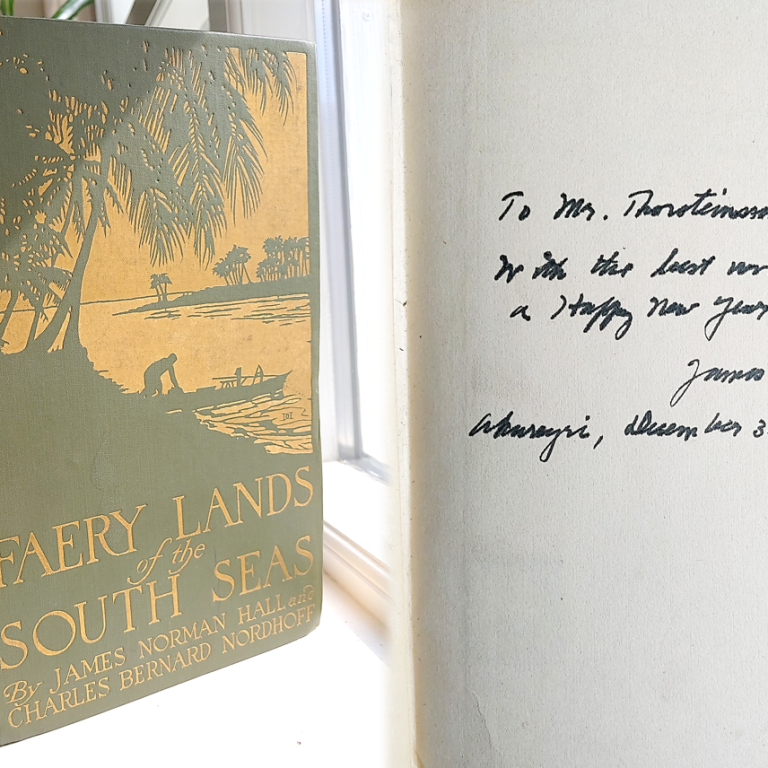 FAERY LANDS
of the
SOUTH SEAS
By JAMES NORMAN HALL and
CHARLES BERNARD NORDHOFF
To Mr. Thorsteinsso
With the best
a Happy New Year
James
Akureyri, December 3